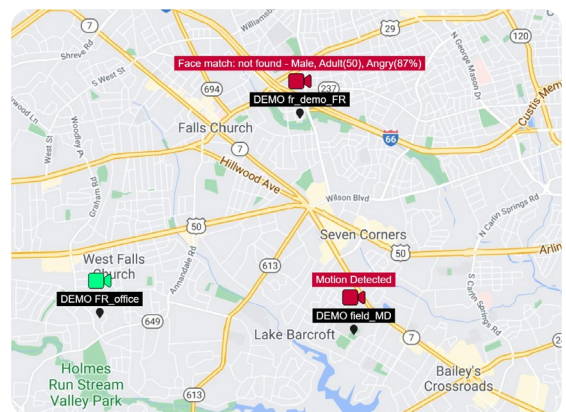 Williamsburg
7
29
120
Shreve Rd
S West St
N George Mason Dr
Face match: not found - Male, Adult(50), Angry(87%)
Custis Mem
694
237
DEMO fr_demo_FR
West St
Woodley Pl
Falls Church
7
66
Hillwood Ave
Graham Rd
Wilson Blvd
50
N Carlin Springs Rd
Seven Corners
50
Arlin
West Falls
Church
Annandale Rd
613
Motion Detected
S Carlin Springs Rd
DEMO FR_office
DEMO field_MD
649
Lake Barcroft
7
Holmes
Run Stream
Valley Park
613
Bailey's
Crossroads